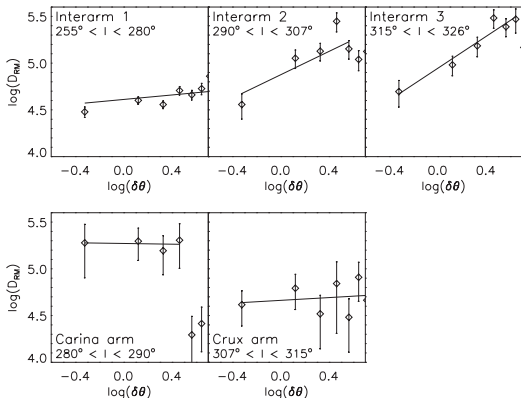 Interarm 1
255° < l < 280°
Interarm 2
290° < l < 307°
Interarm 3
315° < l < 326°
5.5
5.0
4.5
4.0
log(D_RM)
-0.4 0.0 0.4
-0.4 0.0 0.4
-0.4 0.0 0.4
log(δθ)
log(δθ)
log(δθ)
5.5
5.0
4.5
4.0
log(D_RM)
Carina arm
280° < l < 290°
Crux arm
307° < l < 315°
-0.4 0.0 0.4
-0.4 0.0 0.4
log(δθ)
log(δθ)